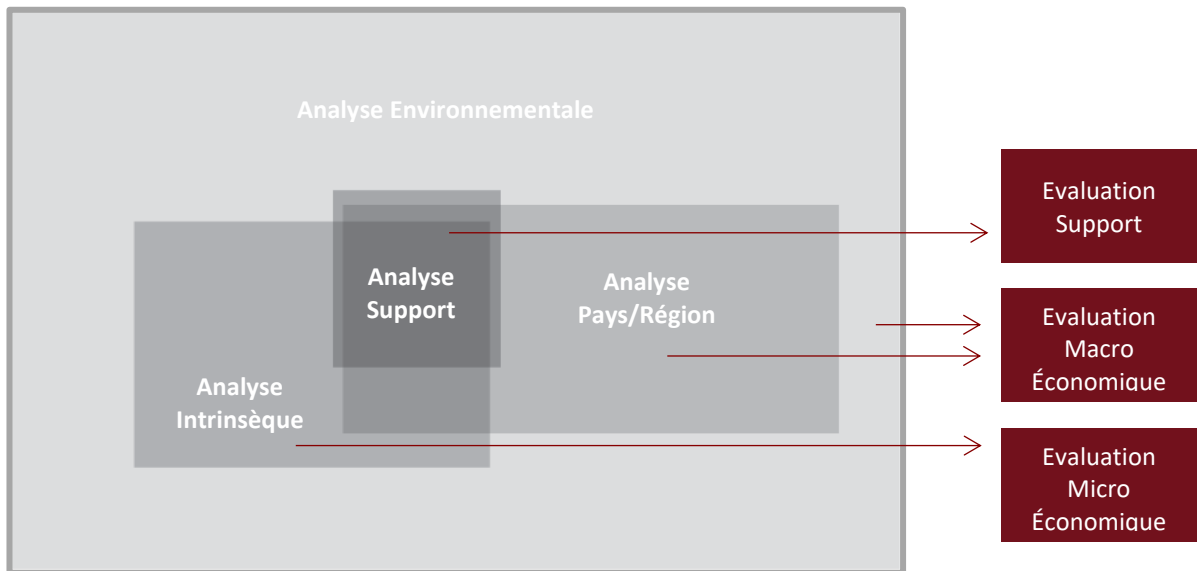 Analyse Environnementale
Analyse
Support
Analyse
Pays/Région
Analyse
Intrinsèque
Evaluation
Support
Evaluation
Macro
Économique
Evaluation
Micro
Économique